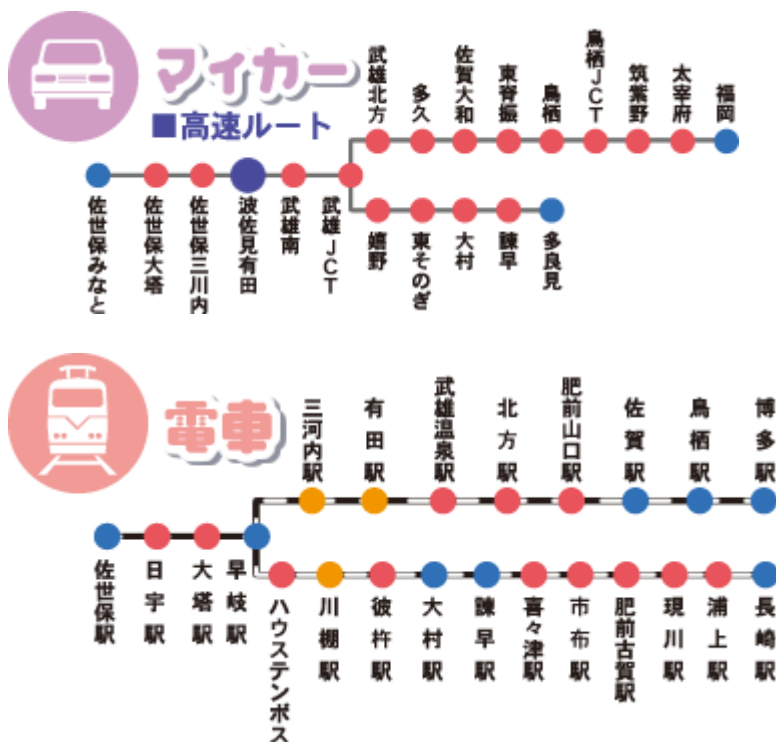 マイカー
■高速ルート
武雄北方
多久
佐賀大和
東脊振
鳥栖
鳥栖JCT
筑紫野
太宰府
福岡
佐世保みなと
佐世保大塔
佐世保三川内
波佐見有田
武雄南
武雄JCT
嬉野
東そのぎ
大村
諫早
多良見
電車
三河内駅
有田駅
武雄温泉駅
北方駅
肥前山口駅
佐賀駅
鳥栖駅
博多駅
佐世保駅
日宇駅
大塔駅
早岐駅
ハウステンボス
川棚駅
彼杵駅
大村駅
諫早駅
喜々津駅
市布駅
肥前古賀駅
現川駅
浦上駅
長崎駅